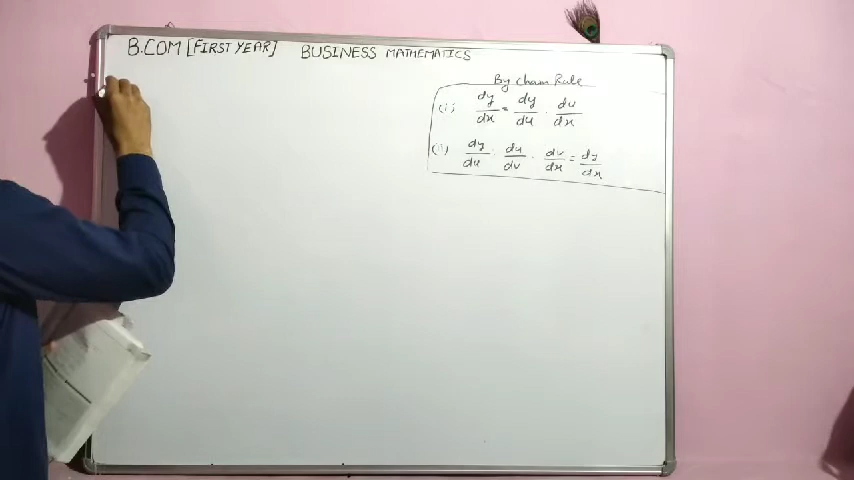 B.COM [FIRST YEAR] BUSINESS MATHEMATICS
By Chain Rule
(i) dy/dx = dy/du · du/dx
(ii) dy/du · du/dv · dv/dx = dy/dx